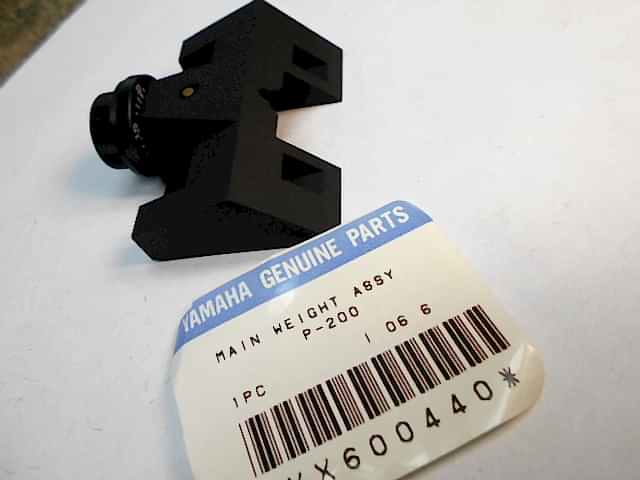 YAMAHA GENUINE PARTS
MAIN WEIGHT ASSY
P-200
1 06 6
1PC
X600440*